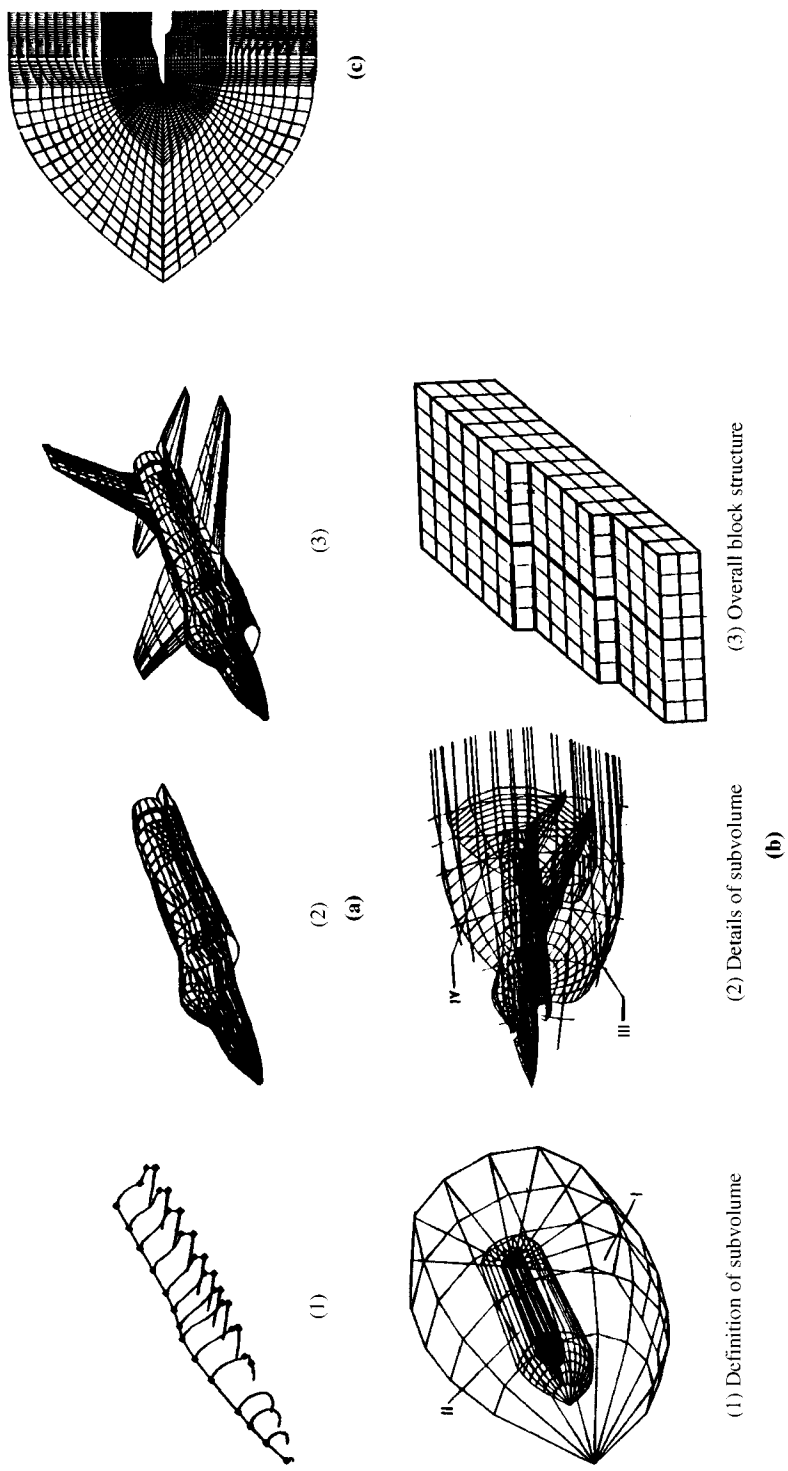 (1)
(2)
(3)
(a)
II
I
IV
III
(1) Definition of subvolume
(2) Details of subvolume
(3) Overall block structure
(b)
(c)